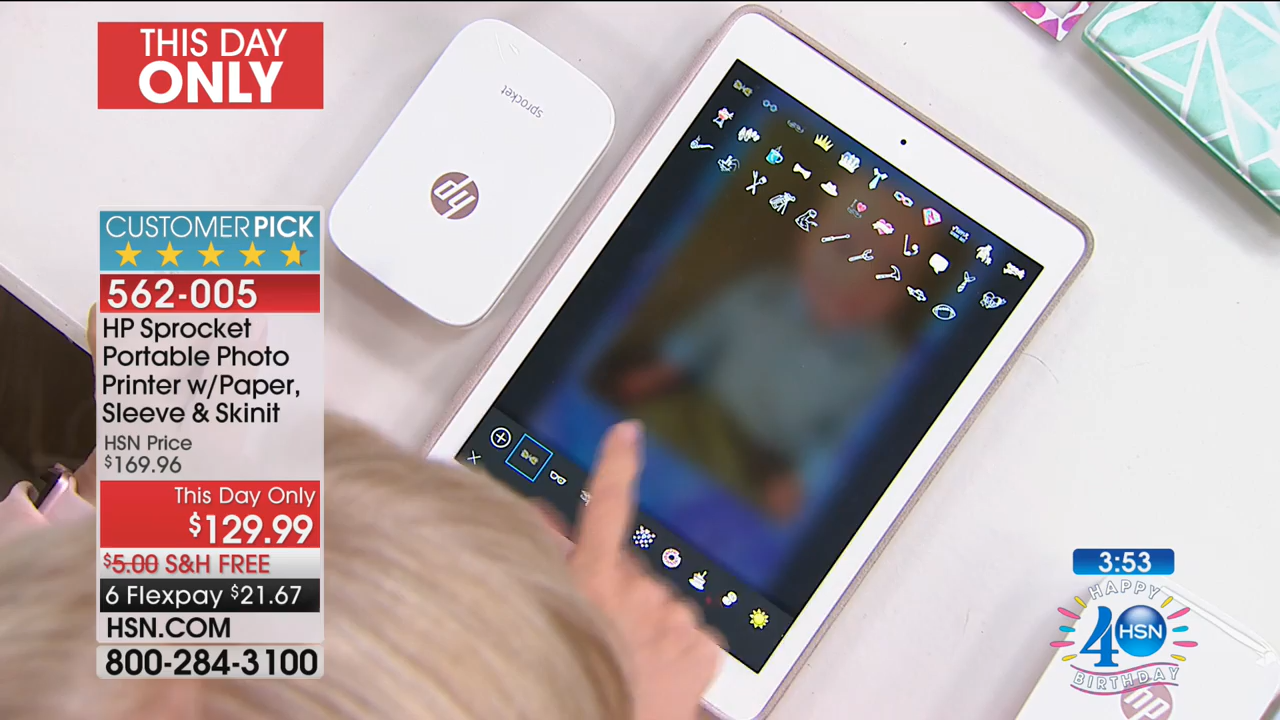 THIS DAY
ONLY
CUSTOMER PICK
562-005
HP Sprocket
Portable Photo
Printer w/Paper,
Sleeve & Skinit
HSN Price
$169.96
This Day Only
$129.99
$5.00 S&H FREE
6 Flexpay $21.67
HSN.COM
800-284-3100
sprocket
hp
3:53
HAPPY
40
HSN
BIRTHDAY
hp